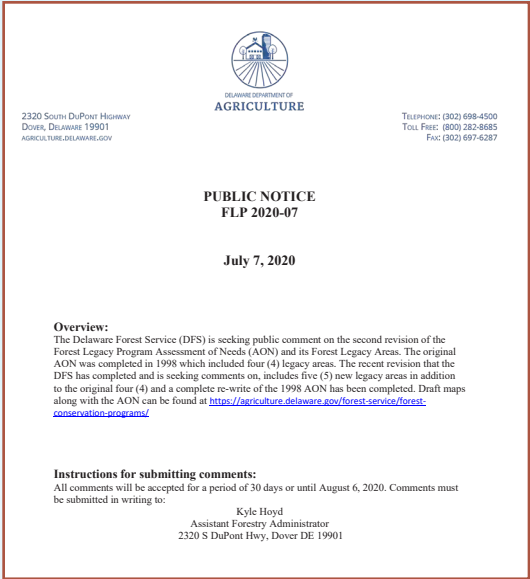 DELAWARE DEPARTMENT OF
AGRICULTURE
2320 SOUTH DUPONT HIGHWAY
DOVER, DELAWARE 19901
AGRICULTURE.DELAWARE.GOV
TELEPHONE: (302) 698-4500
TOLL FREE: (800) 282-8685
FAX: (302) 697-6287
PUBLIC NOTICE
FLP 2020-07
July 7, 2020
Overview:
The Delaware Forest Service (DFS) is seeking public comment on the second revision of the
Forest Legacy Program Assessment of Needs (AON) and its Forest Legacy Areas. The original
AON was completed in 1998 which included four (4) legacy areas. The recent revision that the
DFS has completed and is seeking comments on, includes five (5) new legacy areas in addition
to the original four (4) and a complete re-write of the 1998 AON has been completed. Draft maps
along with the AON can be found at https://agriculture.delaware.gov/forest-service/forest-
conservation-programs/
Instructions for submitting comments:
All comments will be accepted for a period of 30 days or until August 6, 2020. Comments must
be submitted in writing to:
Kyle Hoyd
Assistant Forestry Administrator
2320 S DuPont Hwy, Dover DE 19901